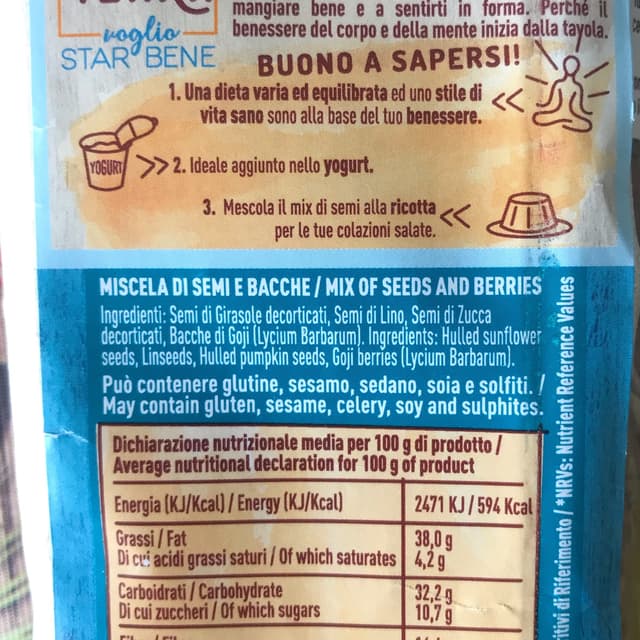 mangiare bene e a sentirti in forma. Perché il
benessere del corpo e della mente inizia dalla tavola.
voglio
STAR BENE
BUONO A SAPERSI!
1. Una dieta varia ed equilibrata ed uno stile di
vita sano sono alla base del tuo benessere.
YOGURT
>> 2. Ideale aggiunto nello yogurt.
3. Mescola il mix di semi alla ricotta <<
per le tue colazioni salate.
MISCELA DI SEMI E BACCHE / MIX OF SEEDS AND BERRIES
Ingredienti: Semi di Girasole decorticati, Semi di Lino, Semi di Zucca
decorticati, Bacche di Goji (Lycium Barbarum). Ingredients: Hulled sunflower
seeds, Linseeds, Hulled pumpkin seeds, Goji berries (Lycium Barbarum).
Può contenere glutine, sesamo, sedano, soia e solfiti. /
May contain gluten, sesame, celery, soy and sulphites.
Dichiarazione nutrizionale media per 100 g di prodotto /
Average nutritional declaration for 100 g of product
Energia (KJ/Kcal) / Energy (KJ/Kcal) 2471 KJ / 594 Kcal
Grassi / Fat 38,0 g
Di cui acidi grassi saturi / Of which saturates 4,2 g
Carboidrati / Carbohydrate 32,2 g
Di cui zuccheri / Of which sugars 10,7 g
di Riferimento / *NRVs: Nutrient Reference Values